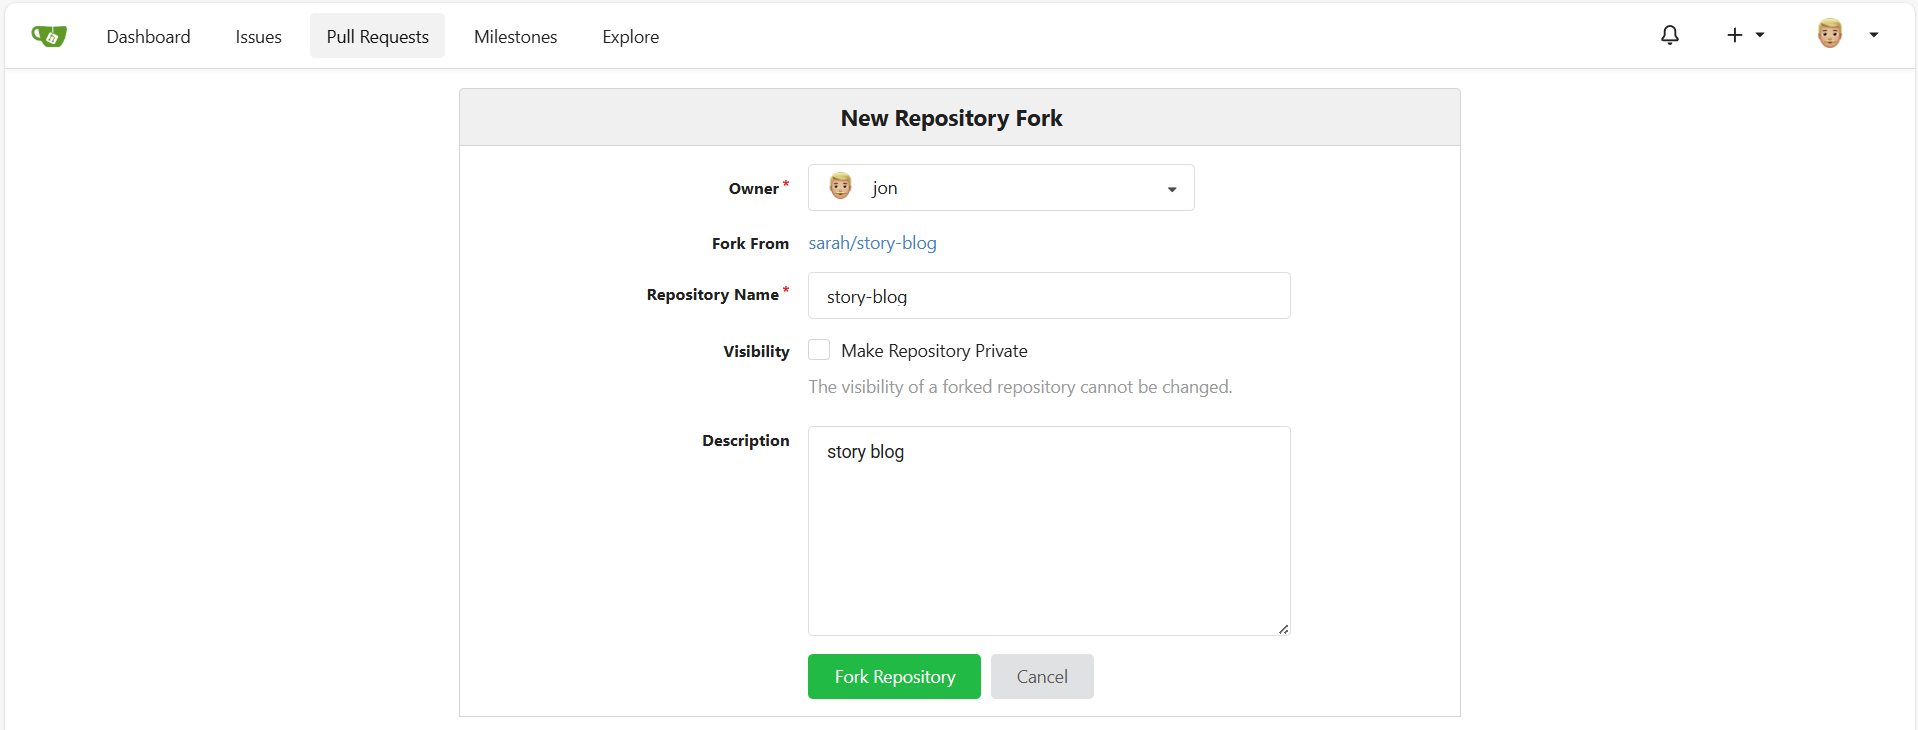 Dashboard Issues Pull Requests Milestones Explore
New Repository Fork
Owner * jon
Fork From sarah/story-blog
Repository Name * story-blog
Visibility Make Repository Private
The visibility of a forked repository cannot be changed.
Description story blog
Fork Repository Cancel